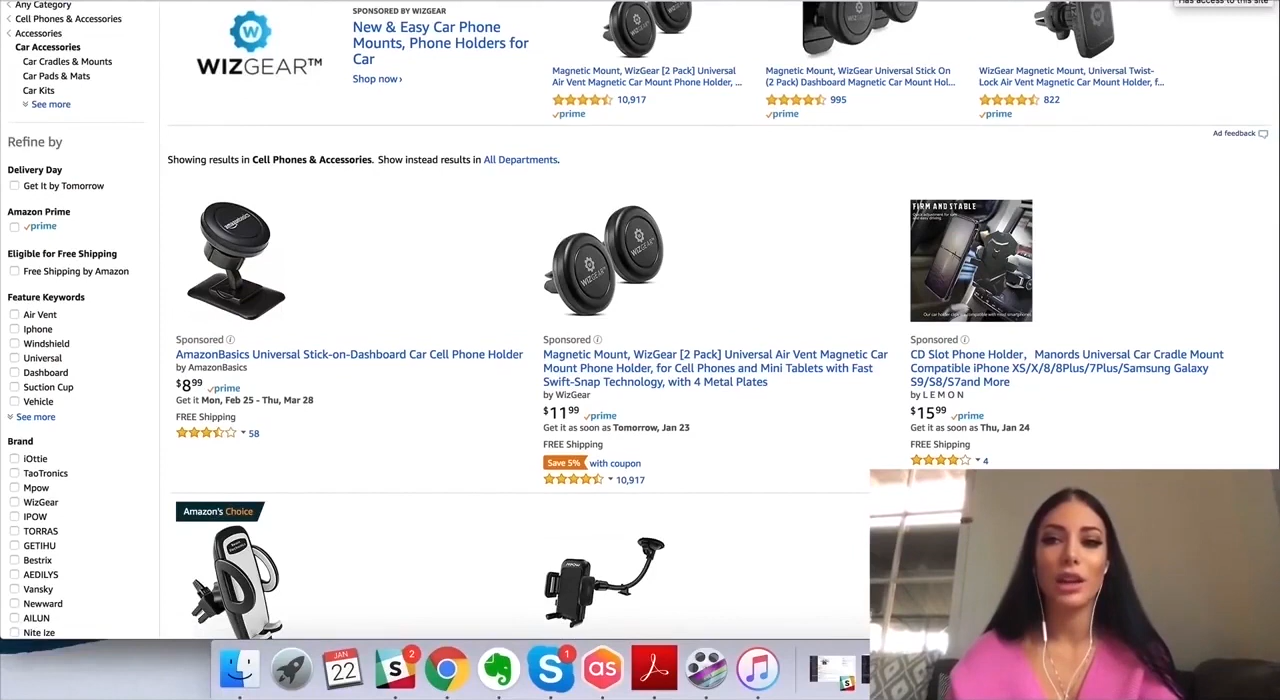 Any Category
Cell Phones & Accessories
Accessories
Car Accessories
Car Cradles & Mounts
Car Pads & Mats
Car Kits
See more
Refine by
Delivery Day
Get It by Tomorrow
Amazon Prime
prime
Eligible for Free Shipping
Free Shipping by Amazon
Feature Keywords
Air Vent
Iphone
Windshield
Universal
Dashboard
Suction Cup
Vehicle
See more
Brand
iOttie
TaoTronics
Mpow
WizGear
IPOW
TORRAS
GETIHU
Bestrix
AEDILYS
Vansky
Newward
AILUN
Nite Ize
W
WIZGEAR™
SPONSORED BY WIZGEAR
New & Easy Car Phone
Mounts, Phone Holders for
Car
Shop now›
Magnetic Mount, WizGear [2 Pack] Universal
Air Vent Magnetic Car Mount Phone Holder, ...
10,917
prime
Magnetic Mount, WizGear Universal Stick On
(2 Pack) Dashboard Magnetic Car Mount Hol...
995
prime
WizGear Magnetic Mount, Universal Twist-
Lock Air Vent Magnetic Car Mount Holder, f...
822
prime
Has access to this site
Ad feedback
Showing results in Cell Phones & Accessories. Show instead results in All Departments.
Sponsored
AmazonBasics Universal Stick-on-Dashboard Car Cell Phone Holder
by AmazonBasics
$8.99 prime
Get it Mon, Feb 25 - Thu, Mar 28
FREE Shipping
58
WIZGEAR
WIZGEAR
Sponsored
Magnetic Mount, WizGear [2 Pack] Universal Air Vent Magnetic Car
Mount Phone Holder, for Cell Phones and Mini Tablets with Fast
Swift-Snap Technology, with 4 Metal Plates
by WizGear
$11.99 prime
Get it as soon as Tomorrow, Jan 23
FREE Shipping
Save 5% with coupon
10,917
FIRM AND STABLE
Sponsored
CD Slot Phone Holder，Manords Universal Car Cradle Mount
Compatible iPhone XS/X/8/8Plus/7Plus/Samsung Galaxy
S9/S8/S7and More
by L E M O N
$15.99 prime
Get it as soon as Thu, Jan 24
FREE Shipping
4
Amazon's Choice
MPOW
JAN
22
S
2
S
1
as